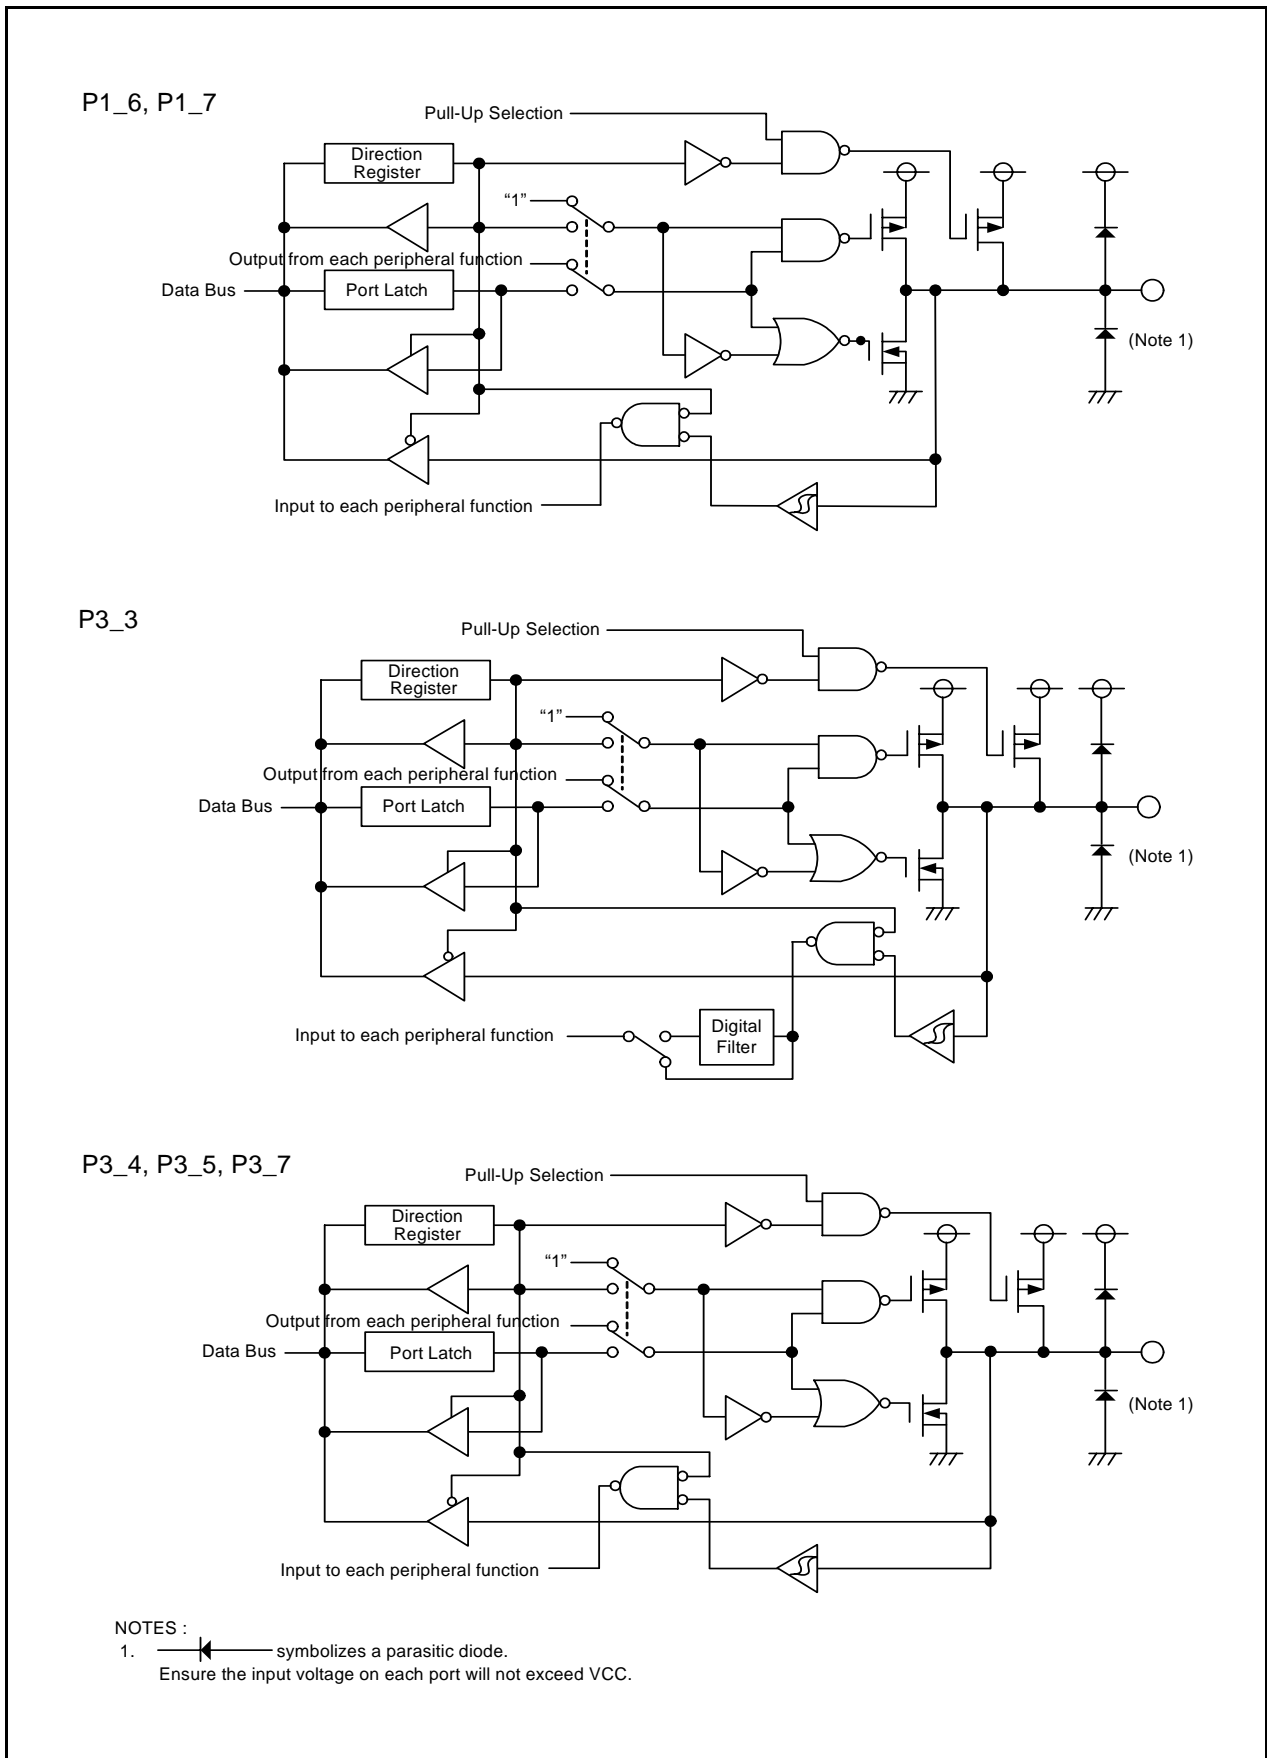 P1_6, P1_7
Pull-Up Selection
Direction
Register
“1”
Output from each peripheral function
Data Bus
Port Latch
(Note 1)
Input to each peripheral function
P3_3
Pull-Up Selection
Direction
Register
“1”
Output from each peripheral function
Data Bus
Port Latch
(Note 1)
Input to each peripheral function
Digital
Filter
P3_4, P3_5, P3_7
Pull-Up Selection
Direction
Register
“1”
Output from each peripheral function
Data Bus
Port Latch
(Note 1)
Input to each peripheral function
NOTES :
1. symbolizes a parasitic diode.
Ensure the input voltage on each port will not exceed VCC.